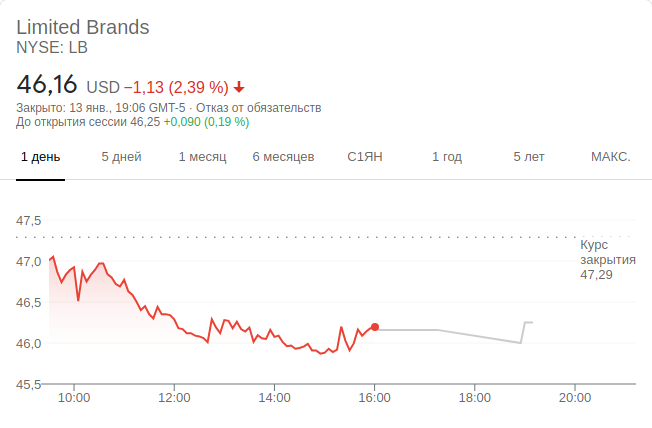 Limited Brands
NYSE: LB
46,16 USD −1,13 (2,39 %)
Закрыто: 13 янв., 19:06 GMT-5 · Отказ от обязательств
До открытия сессии 46,25 +0,090 (0,19 %)
1 день 5 дней 1 месяц 6 месяцев С1ЯН 1 год 5 лет МАКС.
47,5
Курс
закрытия
47,29
47,0
46,5
46,0
45,5
10:00 12:00 14:00 16:00 18:00 20:00